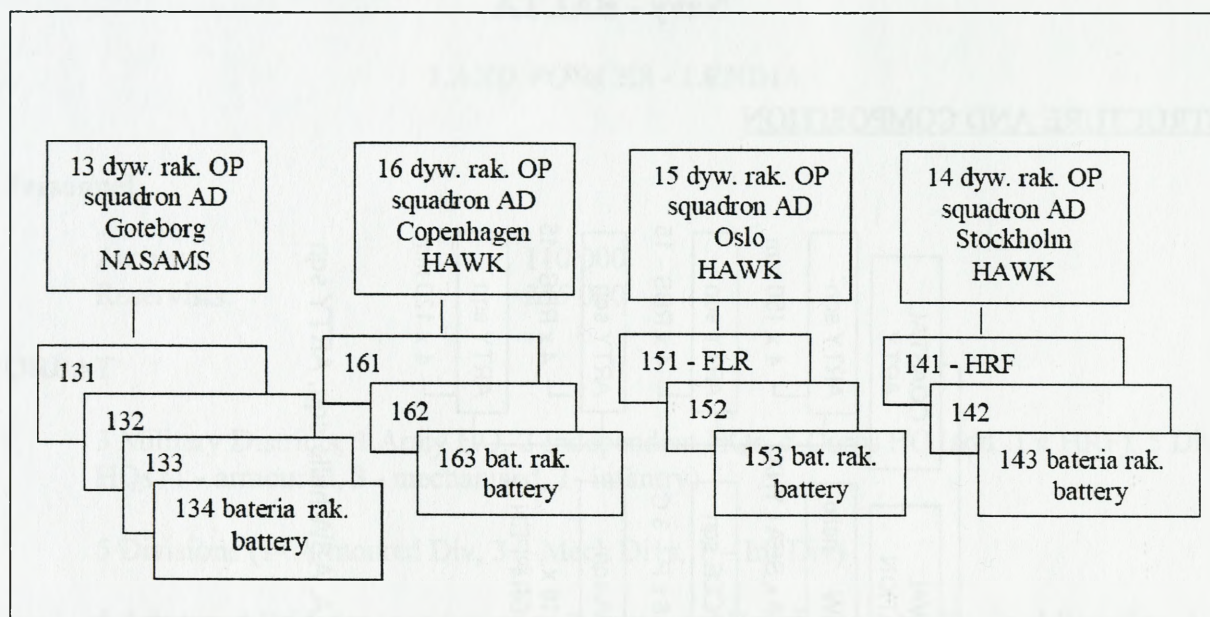 STRUCTURE AND COMPOSITION
13 dyw. rak. OP
squadron AD
Goteborg
NASAMS
16 dyw. rak. OP
squadron AD
Copenhagen
HAWK
15 dyw. rak. OP
squadron AD
Oslo
HAWK
14 dyw. rak. OP
squadron AD
Stockholm
HAWK
131
132
133
134 bateria rak.
battery
161
162
163 bat. rak.
battery
151 - FLR
152
153 bat. rak.
battery
141 - HRF
142
143 bateria rak.
battery